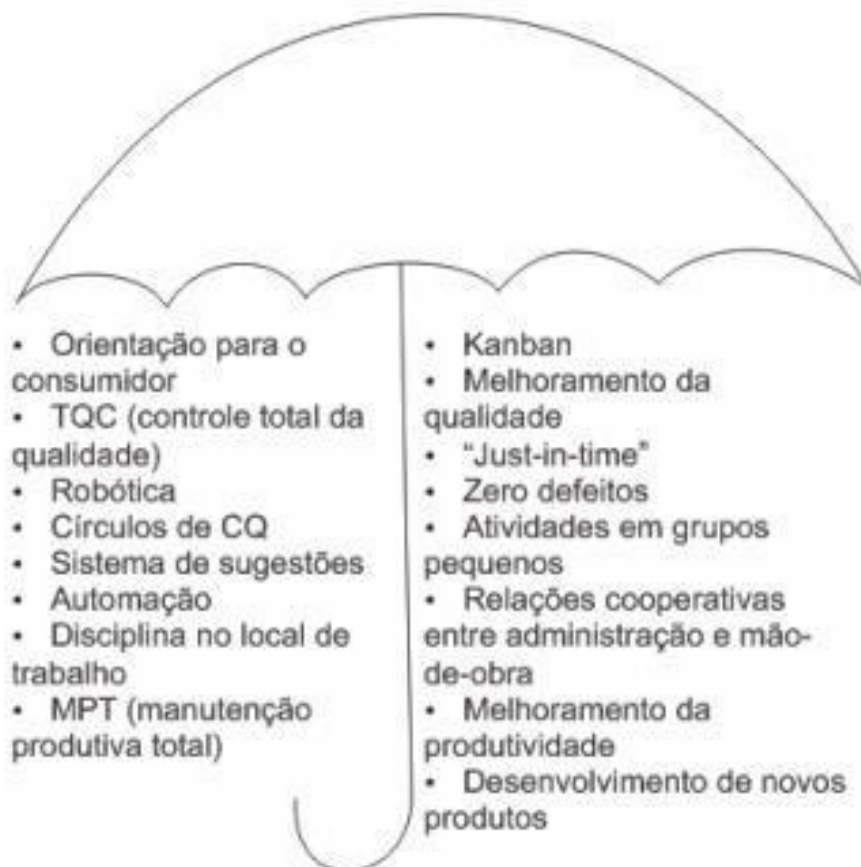 • Orientação para o
consumidor
• TQC (controle total da
qualidade)
• Robótica
• Círculos de CQ
• Sistema de sugestões
• Automação
• Disciplina no local de
trabalho
• MPT (manutenção
produtiva total)
• Kanban
• Melhoramento da
qualidade
• “Just-in-time”
• Zero defeitos
• Atividades em grupos
pequenos
• Relações cooperativas
entre administração e mão-
de-obra
• Melhoramento da
produtividade
• Desenvolvimento de novos
produtos